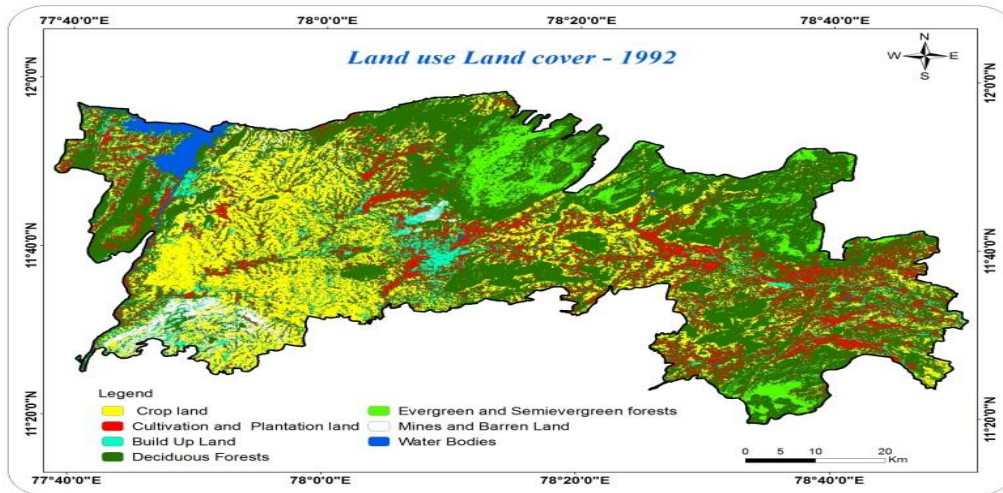 77°40'0"E 78°0'0"E 78°20'0"E 78°40'0"E
Land use Land cover - 1992
N
W E
S
12°0'0"N 12°0'0"N
11°40'0"N 11°40'0"N
11°20'0"N 11°20'0"N
Legend
Crop land
Cultivation and Plantation land
Build Up Land
Deciduous Forests
Evergreen and Semievergreen forests
Mines and Barren Land
Water Bodies
0 5 10 20
Km
77°40'0"E 78°0'0"E 78°20'0"E 78°40'0"E